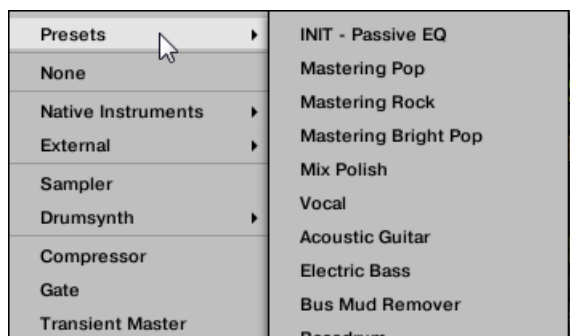 Presets
None
Native Instruments
External
Sampler
Drumsynth
Compressor
Gate
Transient Master
INIT - Passive EQ
Mastering Pop
Mastering Rock
Mastering Bright Pop
Mix Polish
Vocal
Acoustic Guitar
Electric Bass
Bus Mud Remover